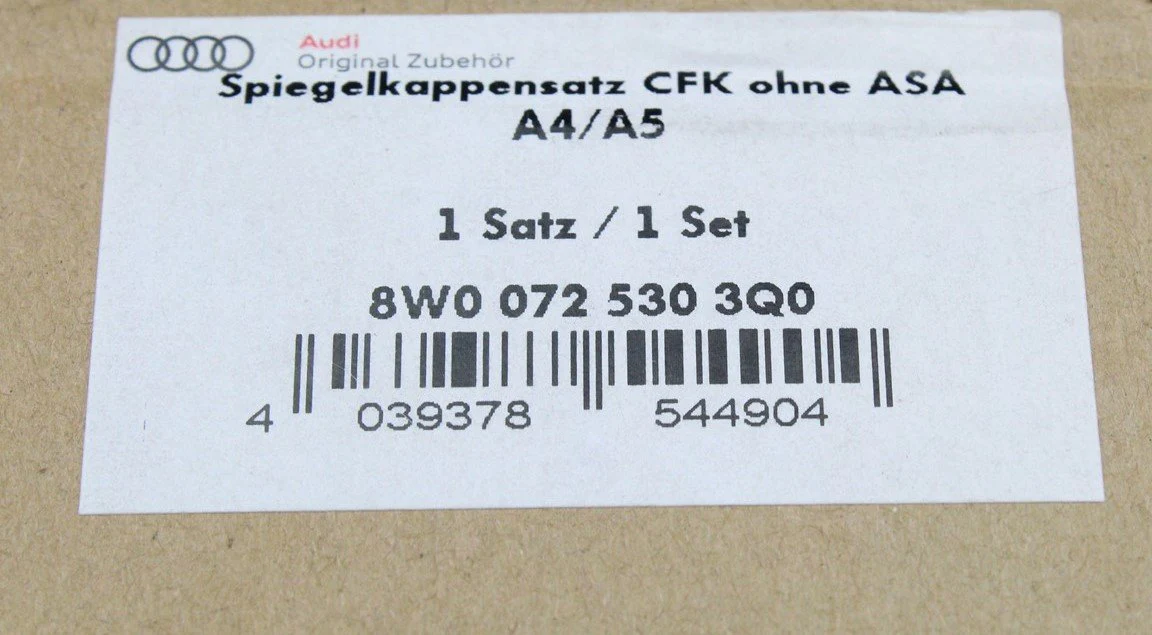 Audi
Original Zubehör
Spiegelkappensatz CFK ohne ASA
A4/A5
1 Satz / 1 Set
8W0 072 530 3Q0
4 039378 544904